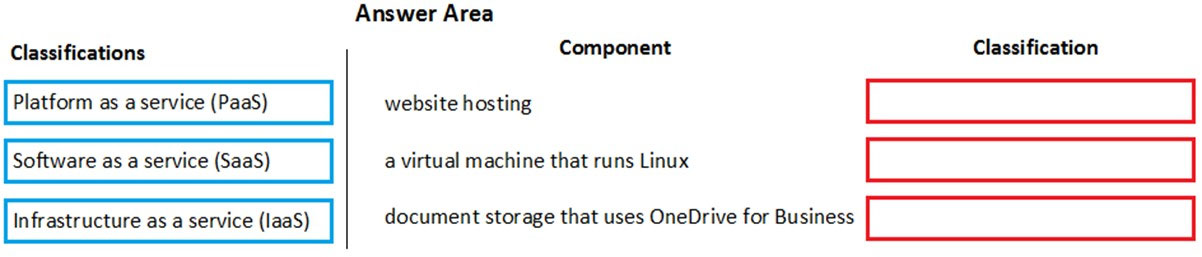 Answer Area
Classifications
Component
Classification
Platform as a service (PaaS)
website hosting
Software as a service (SaaS)
a virtual machine that runs Linux
Infrastructure as a service (IaaS)
document storage that uses OneDrive for Business